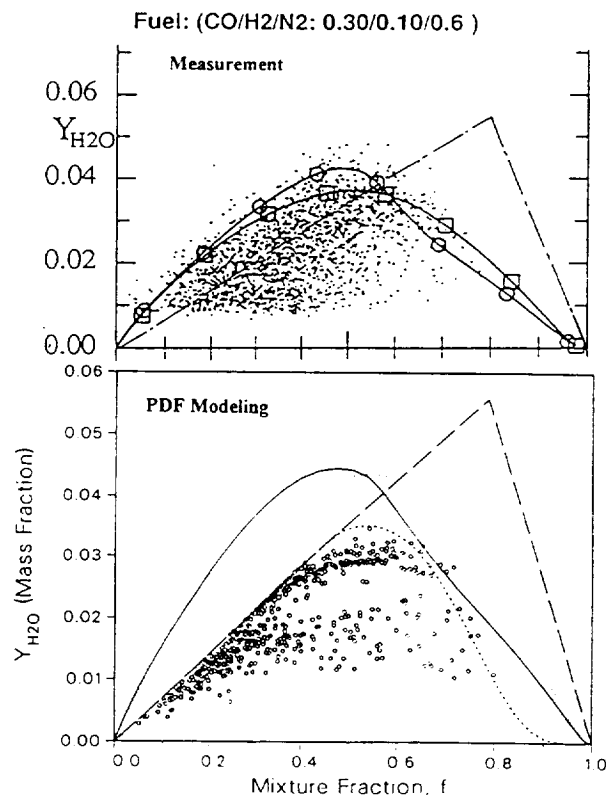 Fuel: (CO/H2/N2: 0.30/0.10/0.6 )
Measurement
0.06
YH2O
0.04
0.02
0.00
PDF Modeling
0.06
0.05
0.04
0.03
0.02
0.01
0.00
YH2O (Mass Fraction)
0.0 0.2 0.4 0.6 0.8 1.0
Mixture Fraction, f